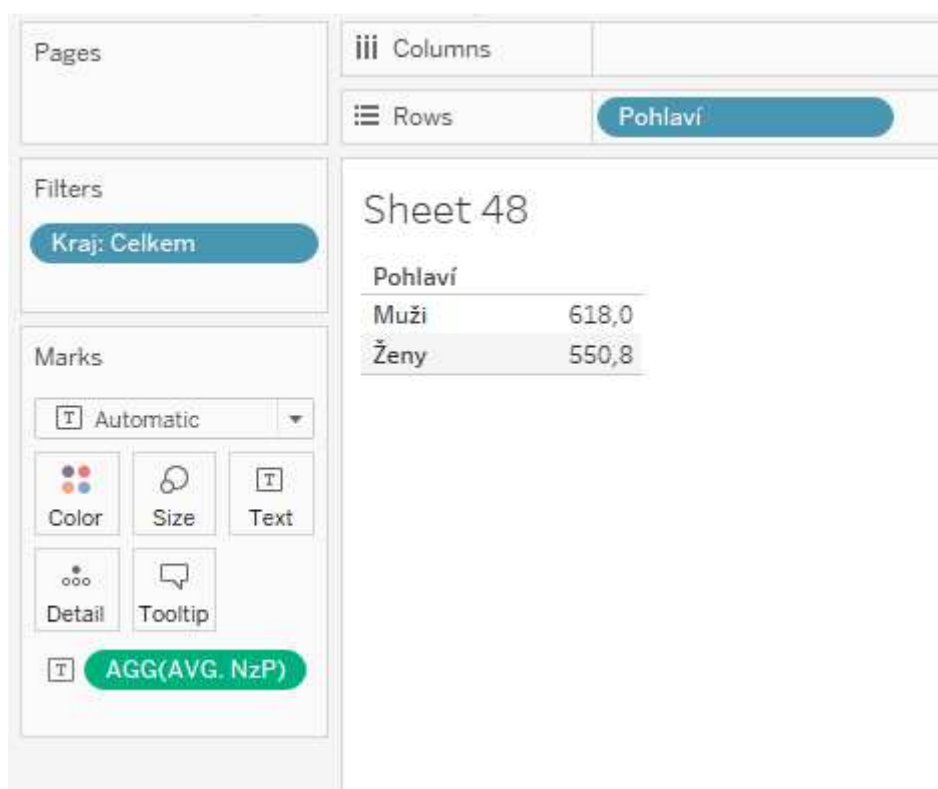 Pages
Columns
Rows Pohlaví
Filters
Kraj: Celkem
Marks
T Automatic
Color Size T Text
Detail Tooltip
T AGG(AVG. NzP)
Sheet 48
Pohlaví
Muži 618,0
Ženy 550,8